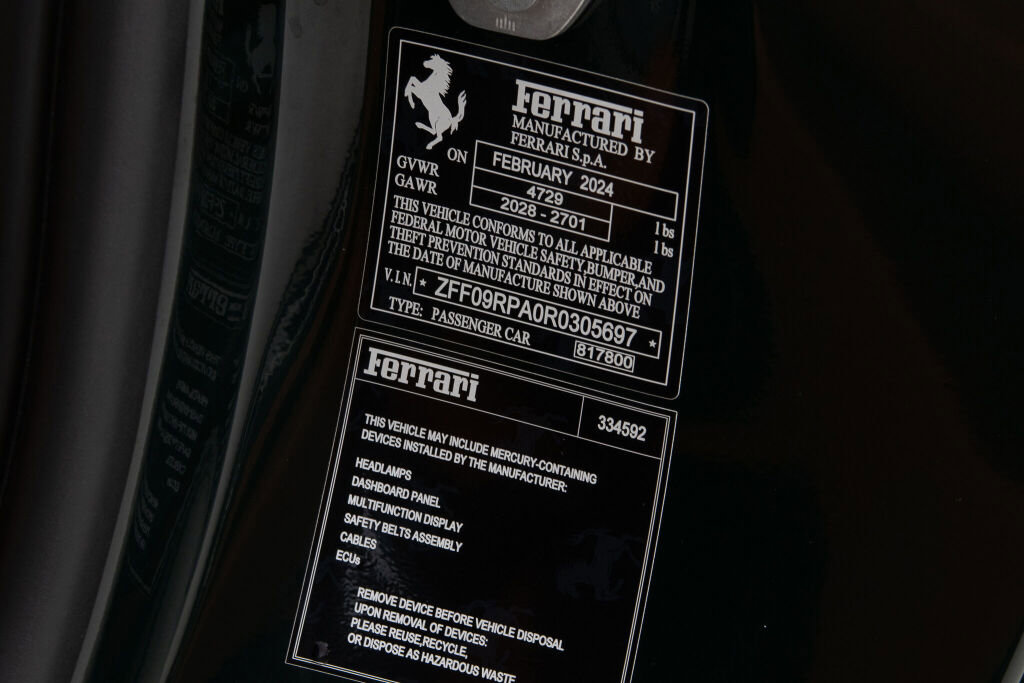 Ferrari
MANUFACTURED BY
FERRARI S.p.A.
ON FEBRUARY 2024
GVWR 4729 lbs
GAWR 2028 - 2701 lbs
THIS VEHICLE CONFORMS TO ALL APPLICABLE
FEDERAL MOTOR VEHICLE SAFETY,BUMPER,AND
THEFT PREVENTION STANDARDS IN EFFECT ON
THE DATE OF MANUFACTURE SHOWN ABOVE
V.I.N. * ZFF09RPA0R0305697 *
TYPE: PASSENGER CAR 817800
Ferrari 334592
THIS VEHICLE MAY INCLUDE MERCURY-CONTAINING
DEVICES INSTALLED BY THE MANUFACTURER:
HEADLAMPS
DASHBOARD PANEL
MULTIFUNCTION DISPLAY
SAFETY BELTS ASSEMBLY
CABLES
ECUs
REMOVE DEVICE BEFORE VEHICLE DISPOSAL
UPON REMOVAL OF DEVICES:
PLEASE REUSE,RECYCLE,
OR DISPOSE AS HAZARDOUS WASTE